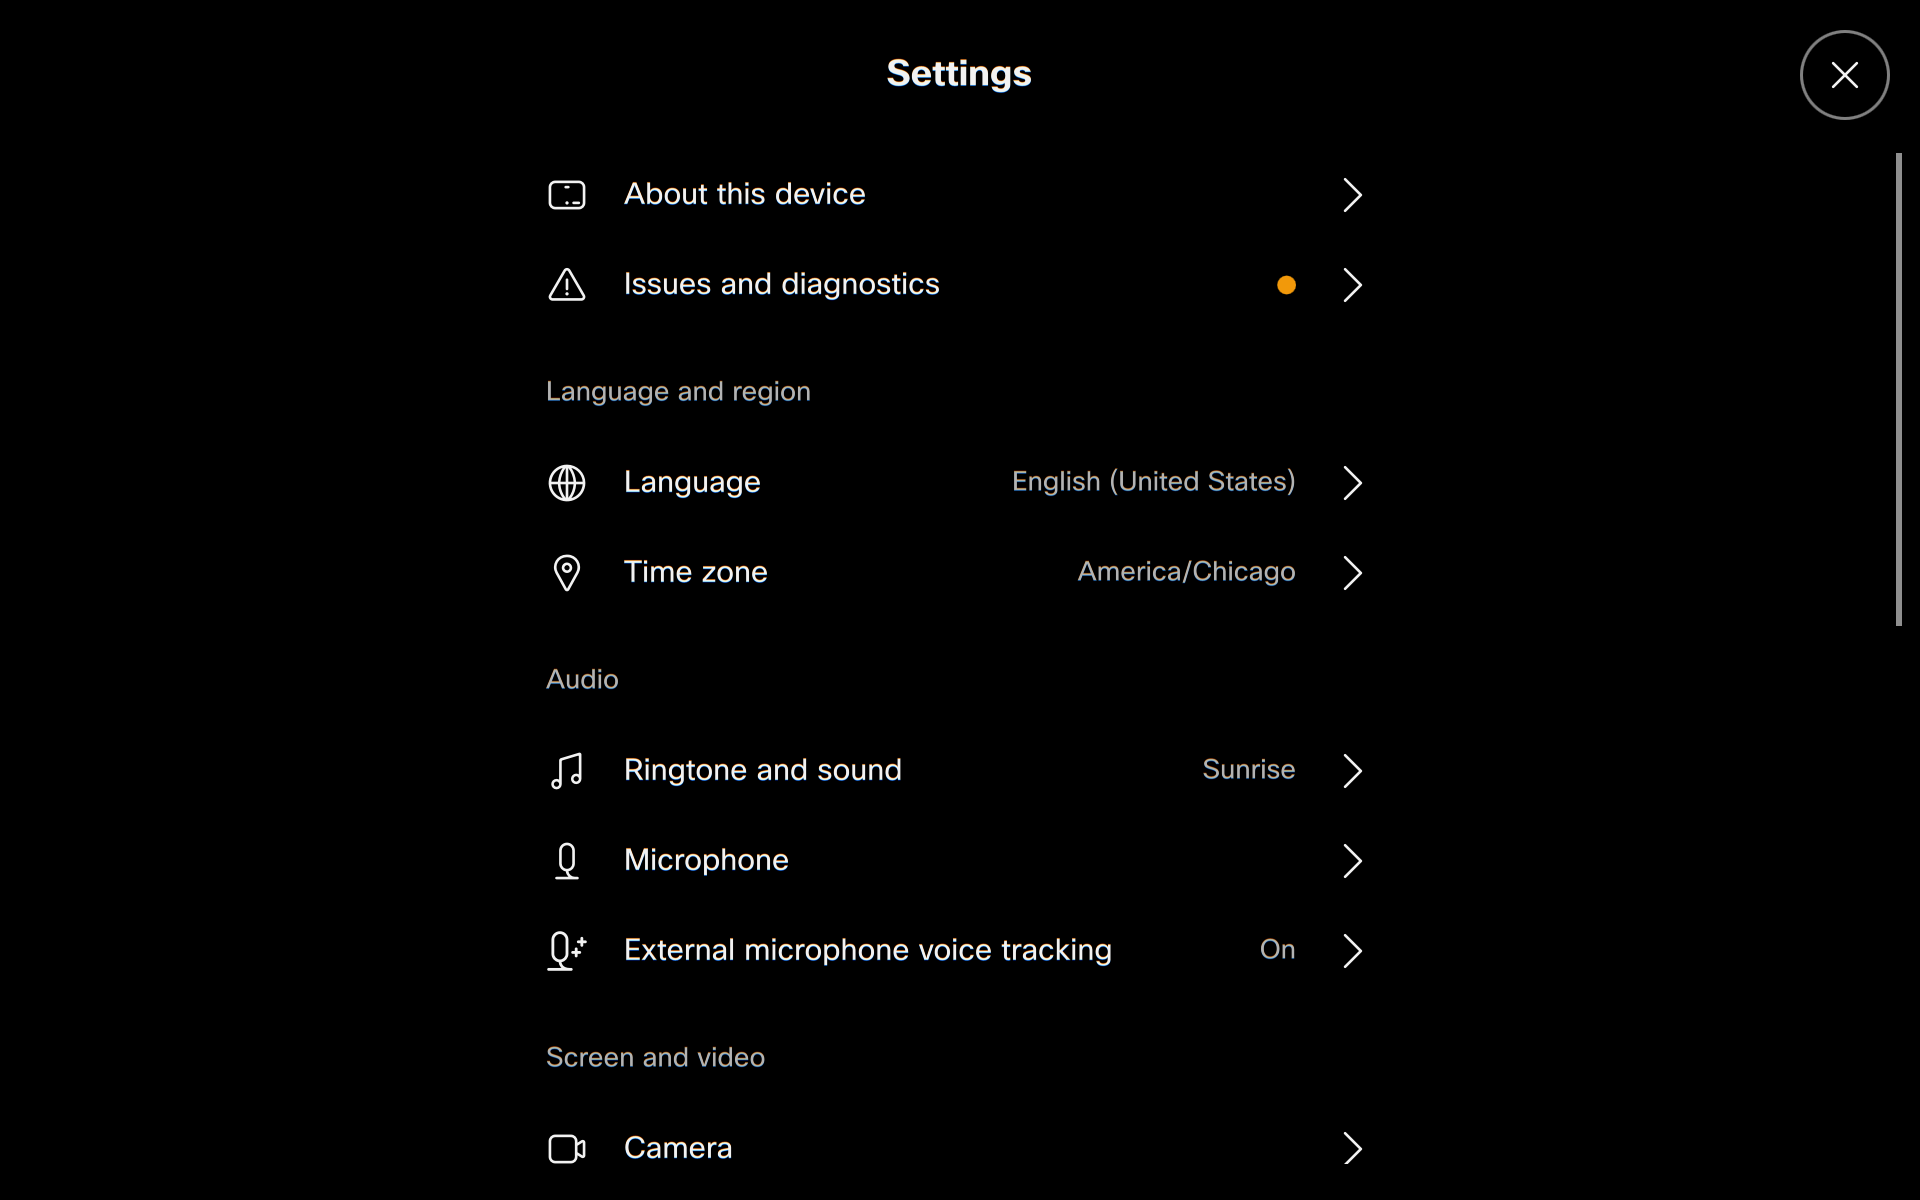 Settings
About this device
Issues and diagnostics
Language and region
Language English (United States)
Time zone America/Chicago
Audio
Ringtone and sound Sunrise
Microphone
External microphone voice tracking On
Screen and video
Camera